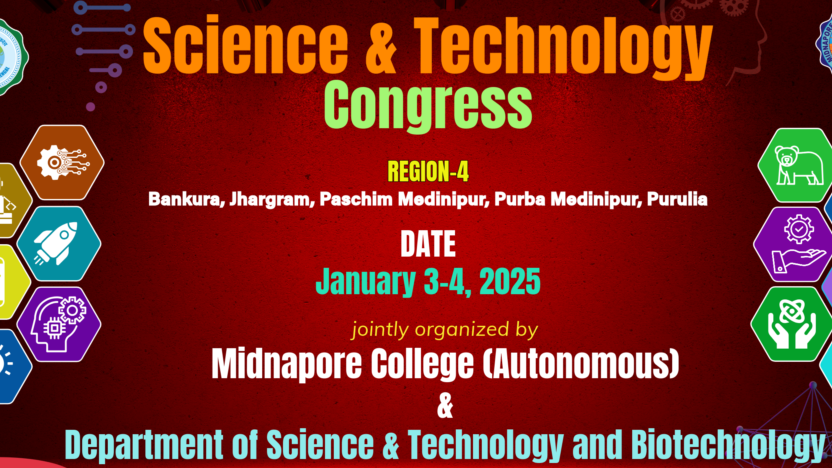 Science & Technology
Congress
REGION-4
Bankura, Jhargram, Paschim Medinipur, Purba Medinipur, Purulia
DATE
January 3-4, 2025
jointly organized by
Midnapore College (Autonomous)
&
Department of Science & Technology and Biotechnology